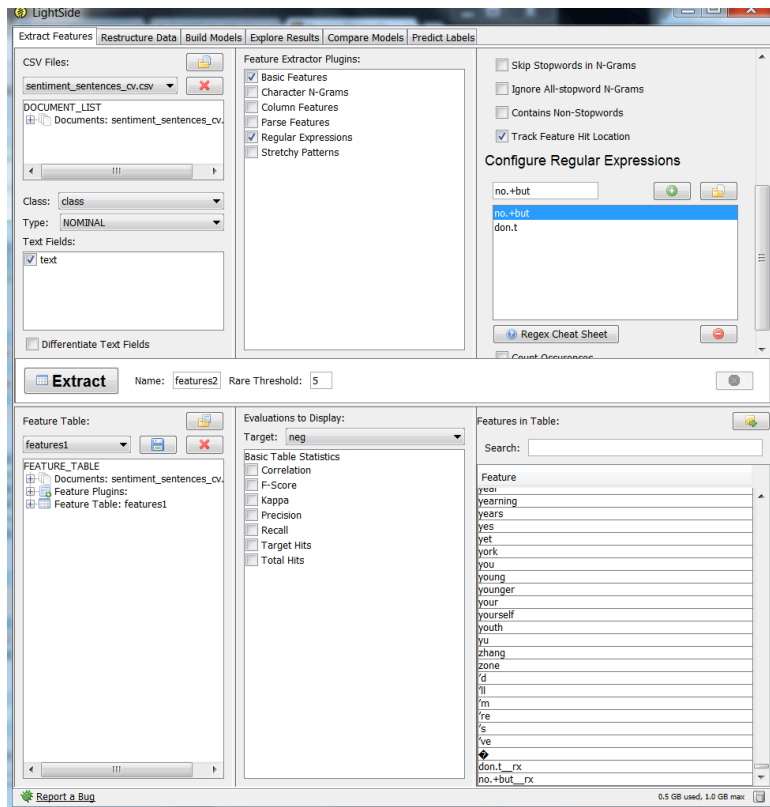 LightSide
Extract Features Restructure Data Build Models Explore Results Compare Models Predict Labels
CSV Files:
sentiment_sentences_cv.csv
DOCUMENT_LIST
Documents: sentiment_sentences_cv.
Class: class
Type: NOMINAL
Text Fields:
text
Differentiate Text Fields
Feature Extractor Plugins:
Basic Features
Character N-Grams
Column Features
Parse Features
Regular Expressions
Stretchy Patterns
Skip Stopwords in N-Grams
Ignore All-stopword N-Grams
Contains Non-Stopwords
Track Feature Hit Location
Configure Regular Expressions
no.+but
no.+but
don.t
Regex Cheat Sheet
Count Occurences
Extract Name: features2 Rare Threshold: 5
Feature Table:
features1
FEATURE_TABLE
Documents: sentiment_sentences_cv.
Feature Plugins:
Feature Table: features1
Evaluations to Display:
Target: neg
Basic Table Statistics
Correlation
F-Score
Kappa
Precision
Recall
Target Hits
Total Hits
Features in Table:
Search:
Feature
year
yearning
years
yes
yet
york
you
young
younger
your
yourself
youth
yu
zhang
zone
'd
'll
'm
're
's
've
�
don.t__rx
no.+but__rx
Report a Bug
0.5 GB used, 1.0 GB max